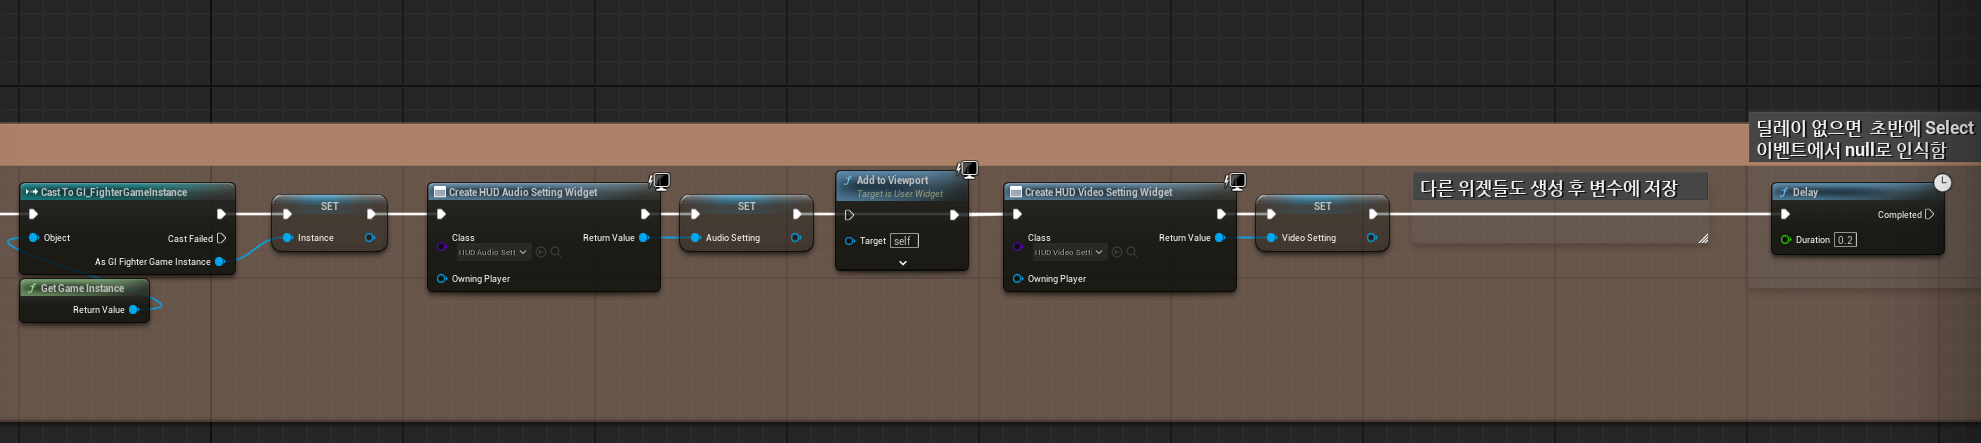 딜레이 없으면 초반에 Select
이벤트에서 null로 인식함
다른 위젯들도 생성 후 변수에 저장
Cast To GI_FighterGameInstance
Object
Cast Failed
As GI Fighter Game Instance
Get Game Instance
Return Value
SET
Instance
Create HUD Audio Setting Widget
Class
Return Value
HUD Audio Sett
Owning Player
SET
Audio Setting
Add to Viewport
Target is User Widget
Target self
Create HUD Video Setting Widget
Class
Return Value
HUD Video Setti
Owning Player
SET
Video Setting
Delay
Completed
Duration 0.2